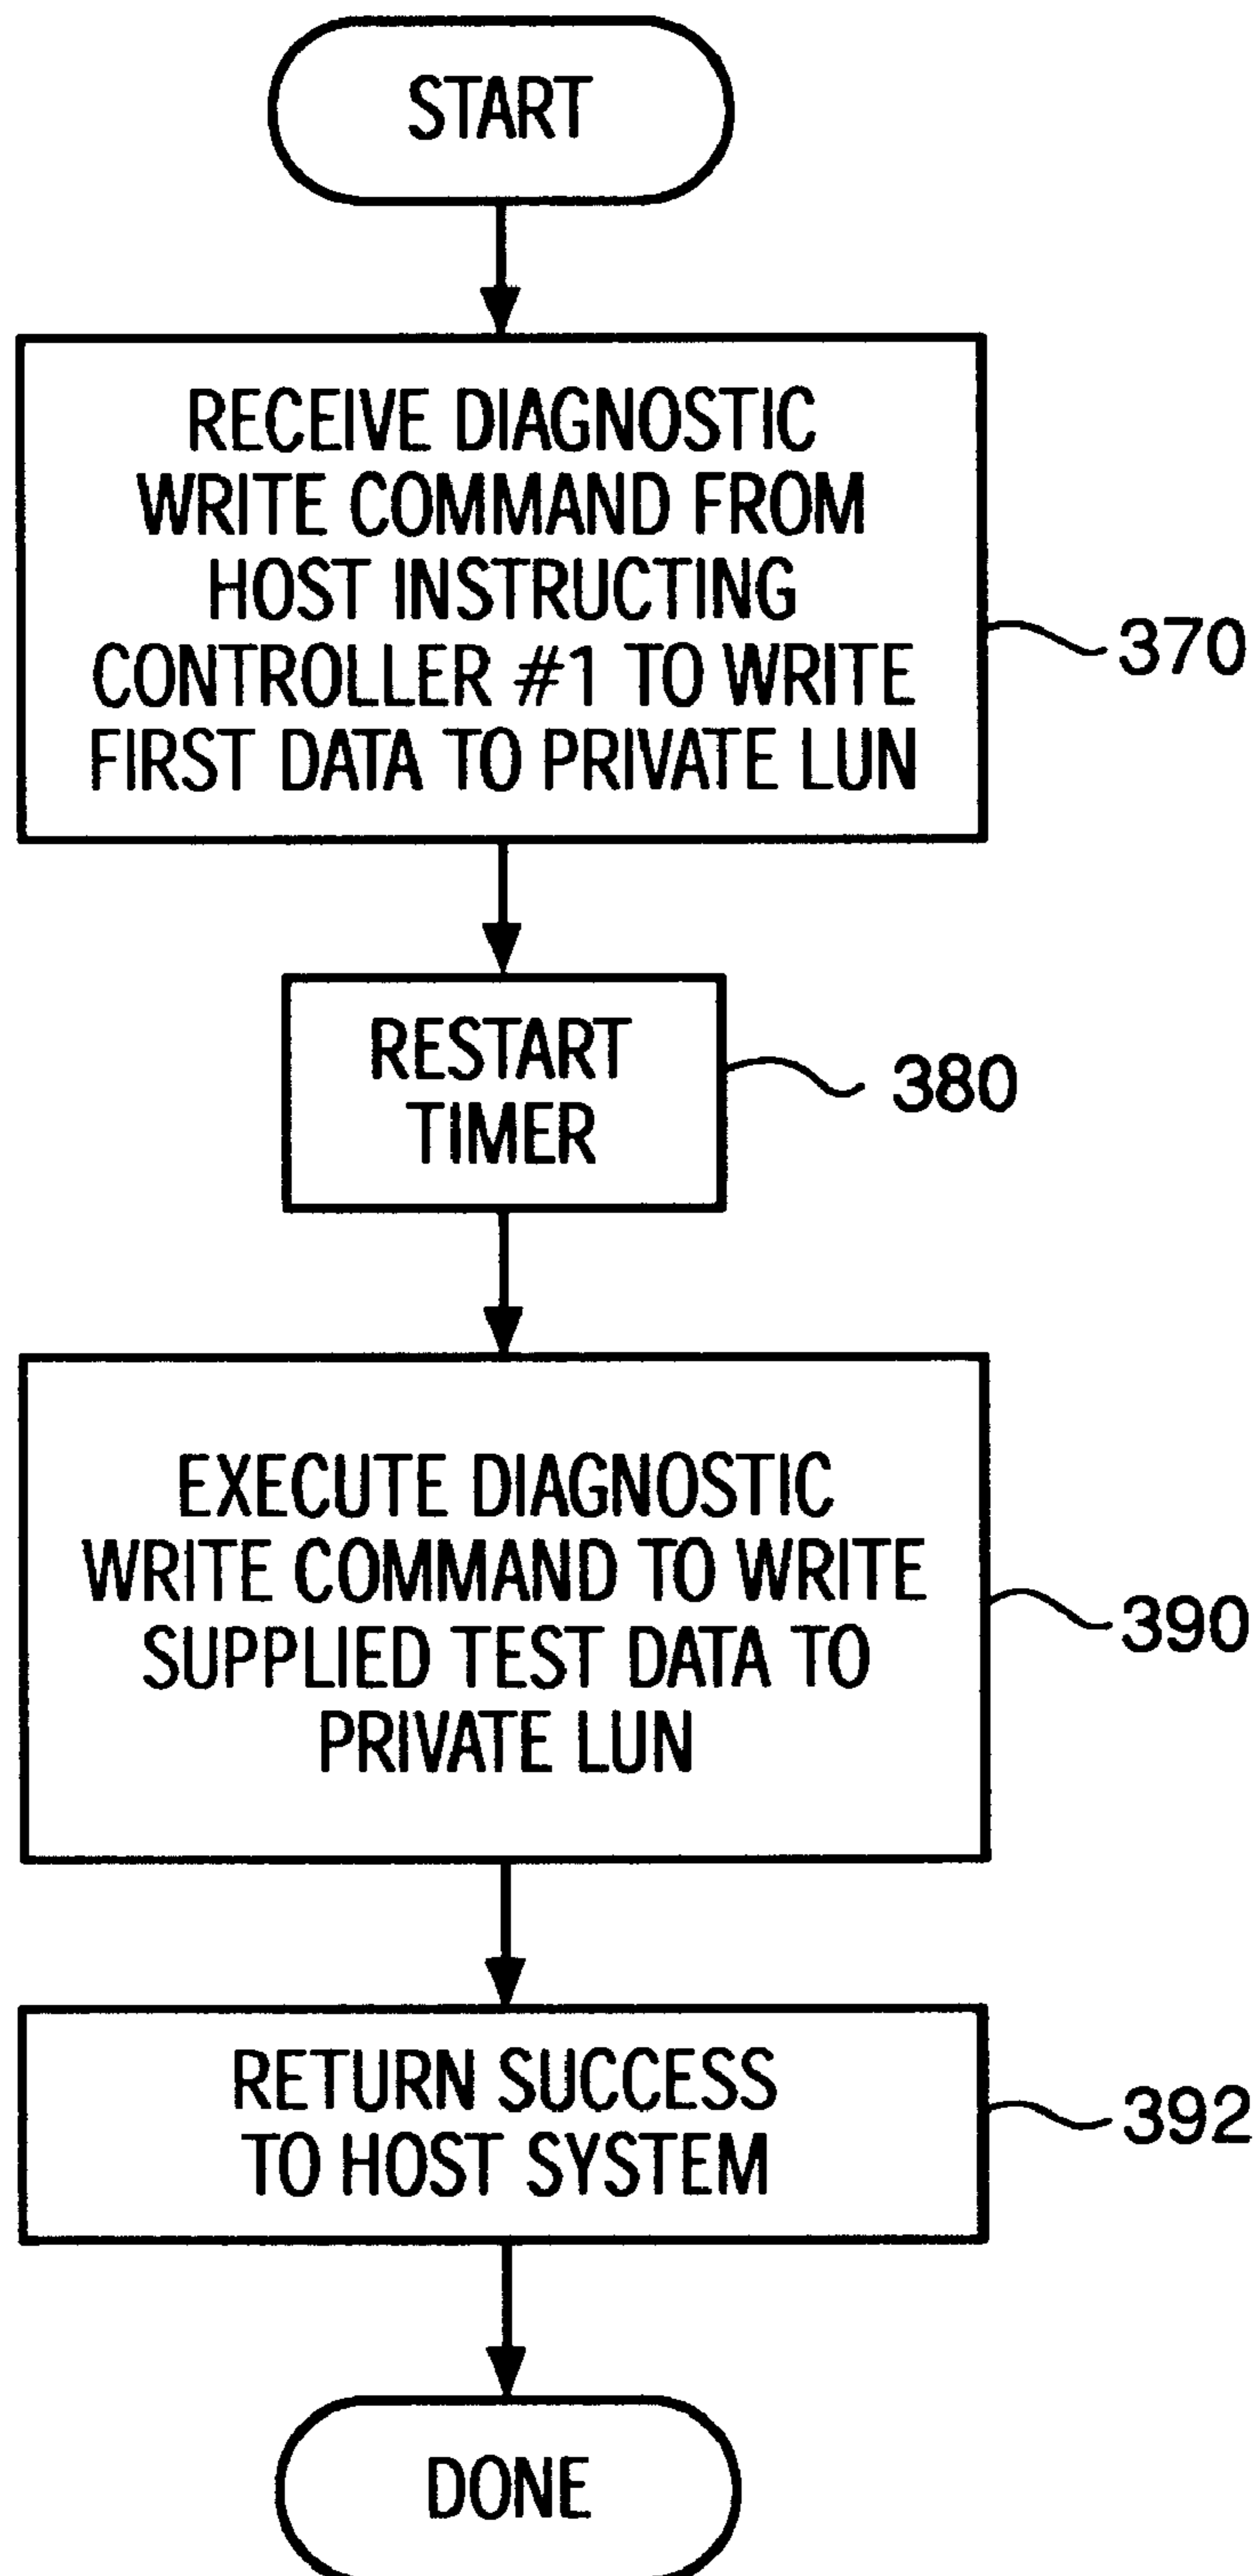 START
RECEIVE DIAGNOSTIC
WRITE COMMAND FROM
HOST INSTRUCTING
CONTROLLER #1 TO WRITE
FIRST DATA TO PRIVATE LUN
370
RESTART
TIMER
380
EXECUTE DIAGNOSTIC
WRITE COMMAND TO WRITE
SUPPLIED TEST DATA TO
PRIVATE LUN
390
RETURN SUCCESS
TO HOST SYSTEM
392
DONE